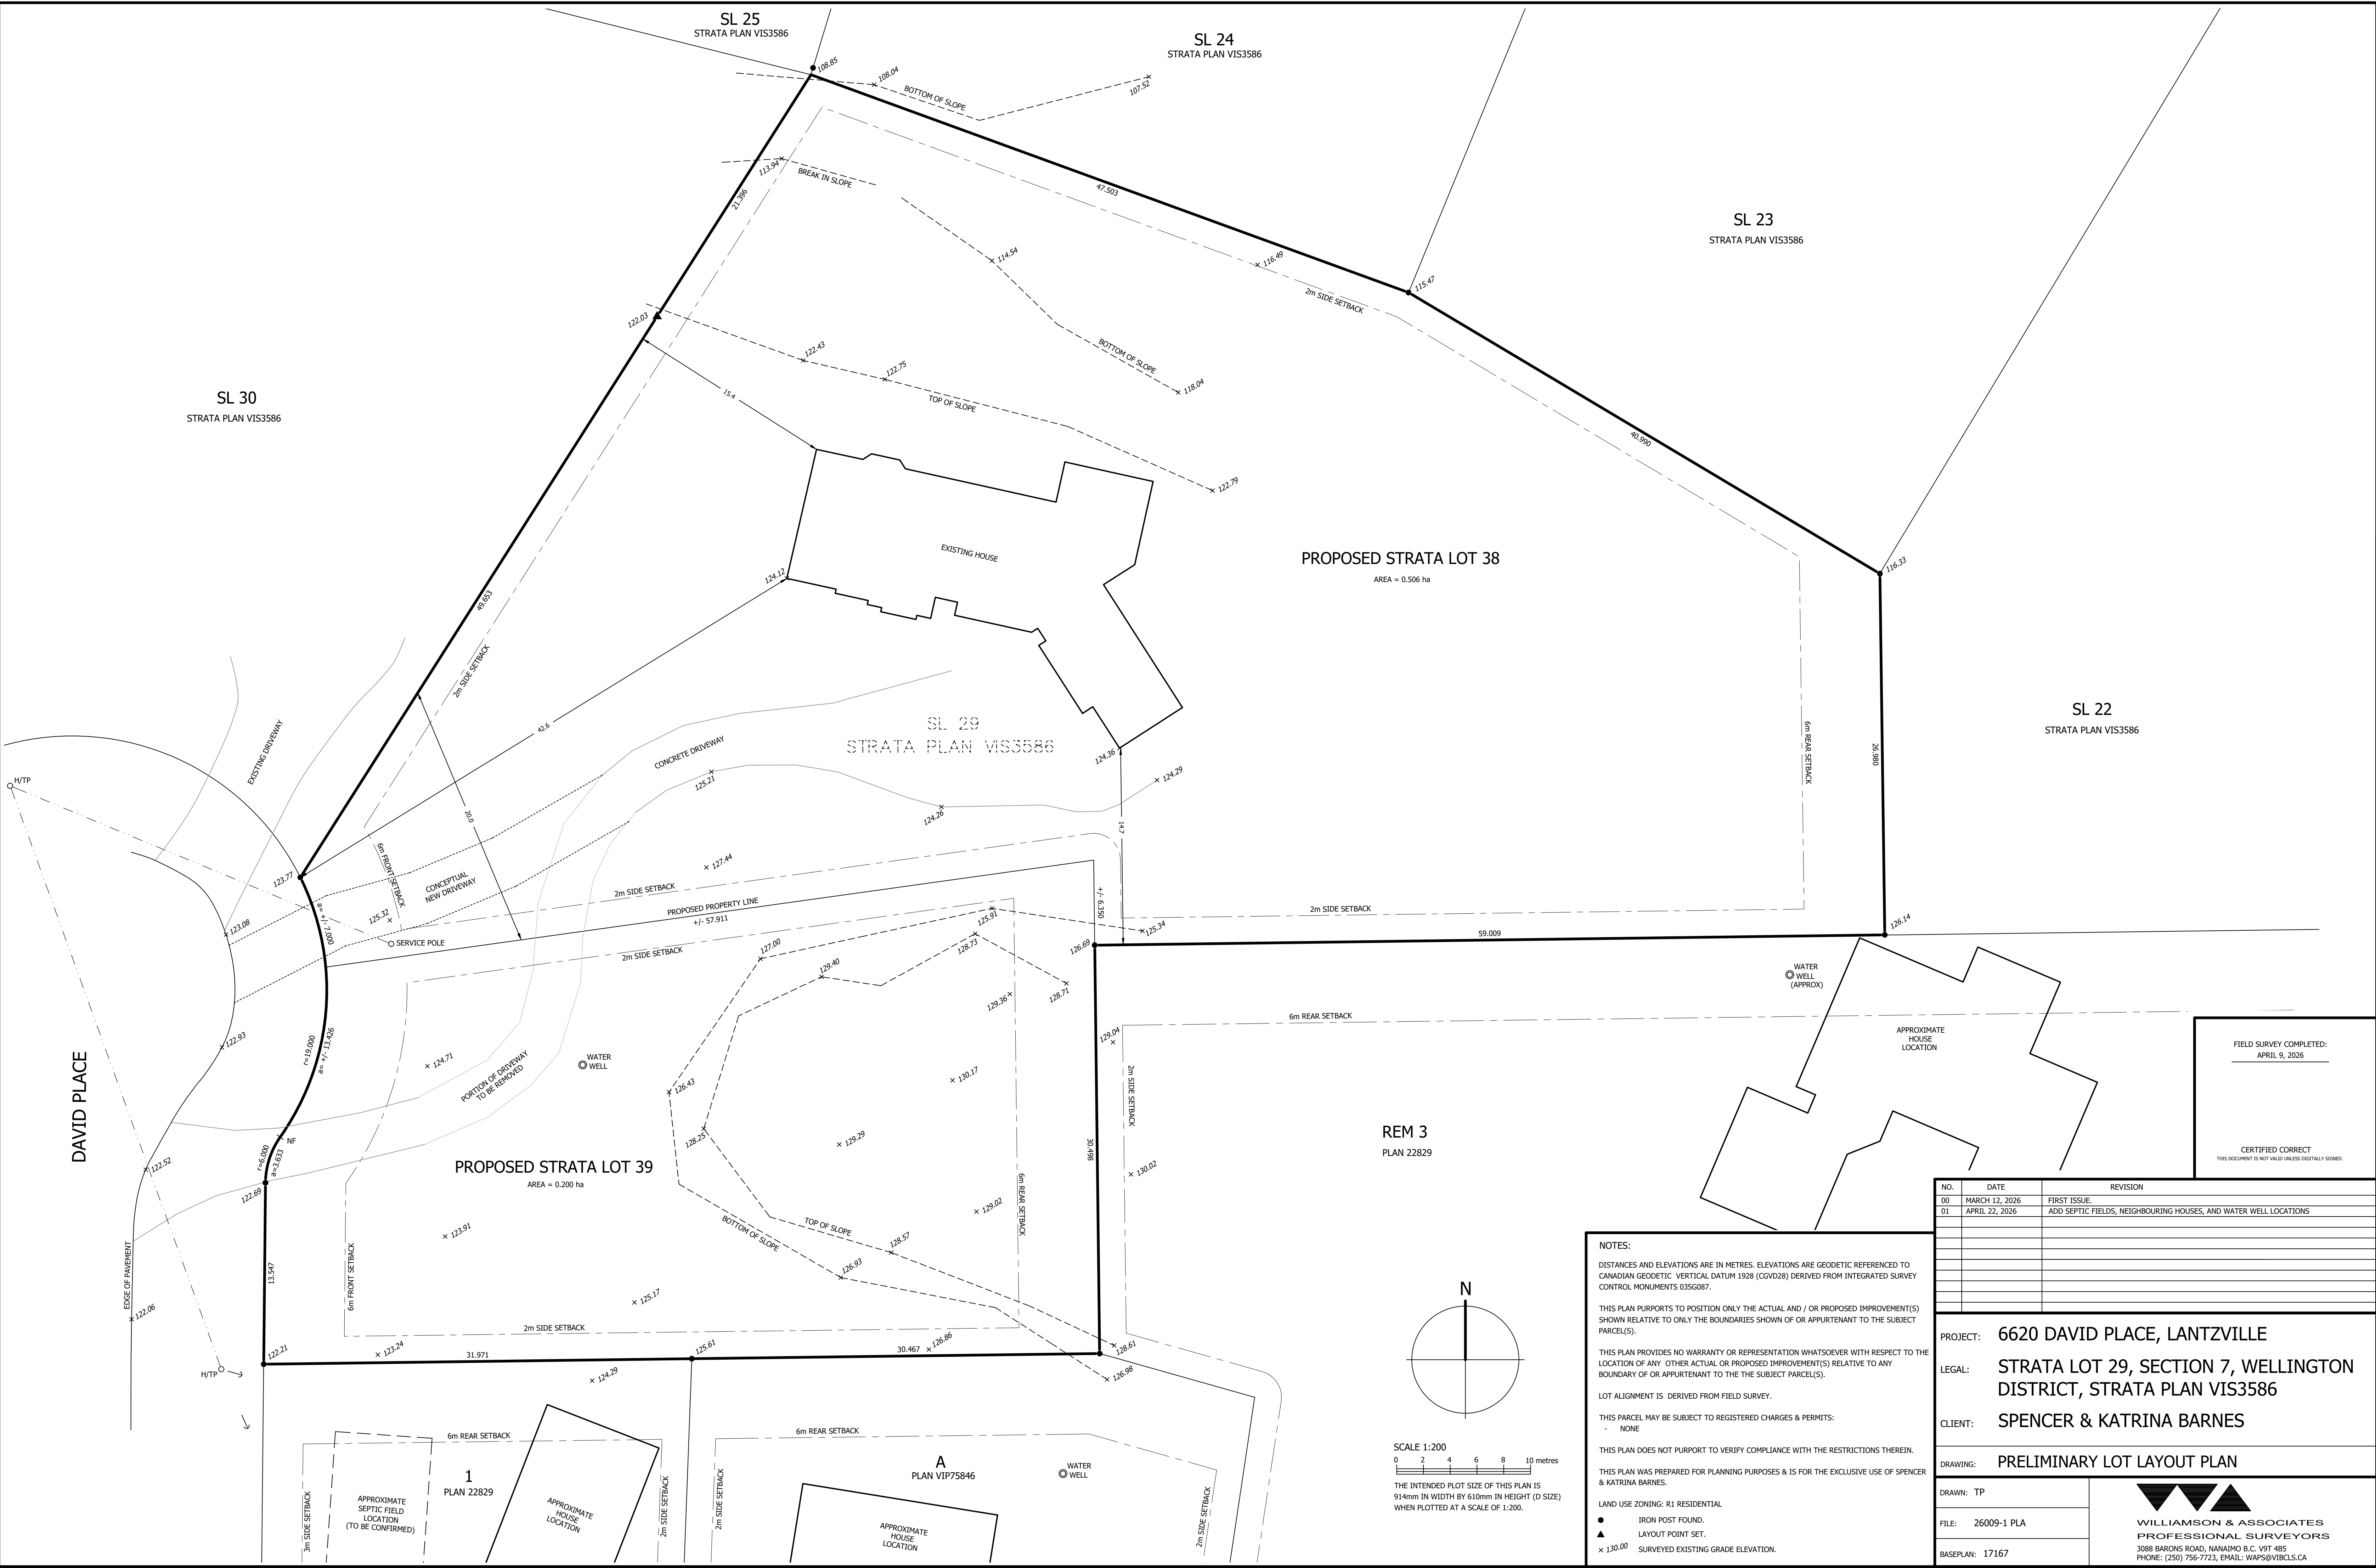 SL 25
STRATA PLAN VIS3586
SL 24
STRATA PLAN VIS3586
108.85
108.04
BOTTOM OF SLOPE
107.52
113.94
BREAK IN SLOPE
21.396
47.503
SL 23
STRATA PLAN VIS3586
114.54
116.49
115.47
2m SIDE SETBACK
122.03
122.43
122.75
BOTTOM OF SLOPE
118.04
TOP OF SLOPE
15.4
SL 30
STRATA PLAN VIS3586
40.990
122.79
EXISTING HOUSE
PROPOSED STRATA LOT 38
AREA = 0.506 ha
116.33
124.12
49.653
2m SIDE SETBACK
42.6
SL 29
STRATA PLAN VIS3586
SL 22
STRATA PLAN VIS3586
6m REAR SETBACK
26.980
EXISTING DRIVEWAY
CONCRETE DRIVEWAY
125.21
124.36
124.29
124.26
H/TP
20.0
14.7
6m FRONT SETBACK
123.77
CONCEPTUAL
NEW DRIVEWAY
127.44
2m SIDE SETBACK
PROPOSED PROPERTY LINE
+/- 57.911
+/- 6.350
2m SIDE SETBACK
a= +/- 7.000
125.32
123.08
SERVICE POLE
2m SIDE SETBACK
125.91
125.34
127.00
128.73
126.69
59.009
126.14
129.40
129.36
128.71
WATER
WELL
(APPROX)
6m REAR SETBACK
APPROXIMATE
HOUSE
LOCATION
122.93
r=19.000
a= +/- 13.426
124.71
PORTION OF DRIVEWAY
TO BE REMOVED
WATER
WELL
129.04
130.17
126.43
2m SIDE SETBACK
DAVID PLACE
128.25
129.29
30.498
REM 3
PLAN 22829
NF
r=6.000
a=3.633
122.52
122.69
PROPOSED STRATA LOT 39
AREA = 0.200 ha
130.02
6m REAR SETBACK
129.02
BOTTOM OF SLOPE
TOP OF SLOPE
128.57
126.93
123.91
13.547
EDGE OF PAVEMENT
6m FRONT SETBACK
125.17
122.06
2m SIDE SETBACK
122.21
123.24
31.971
125.61
30.467
126.86
128.61
126.98
124.29
H/TP
6m REAR SETBACK
6m REAR SETBACK
1
PLAN 22829
A
PLAN VIP75846
WATER
WELL
3m SIDE SETBACK
APPROXIMATE
SEPTIC FIELD
LOCATION
(TO BE CONFIRMED)
APPROXIMATE
HOUSE
LOCATION
2m SIDE SETBACK
2m SIDE SETBACK
APPROXIMATE
HOUSE
LOCATION
2m SIDE SETBACK
N
SCALE 1:200
0 2 4 6 8 10 metres
THE INTENDED PLOT SIZE OF THIS PLAN IS
914mm IN WIDTH BY 610mm IN HEIGHT (D SIZE)
WHEN PLOTTED AT A SCALE OF 1:200.
NOTES:
DISTANCES AND ELEVATIONS ARE IN METRES. ELEVATIONS ARE GEODETIC REFERENCED TO
CANADIAN GEODETIC VERTICAL DATUM 1928 (CGVD28) DERIVED FROM INTEGRATED SURVEY
CONTROL MONUMENTS 03SG087.
THIS PLAN PURPORTS TO POSITION ONLY THE ACTUAL AND / OR PROPOSED IMPROVEMENT(S)
SHOWN RELATIVE TO ONLY THE BOUNDARIES SHOWN OF OR APPURTENANT TO THE SUBJECT
PARCEL(S).
THIS PLAN PROVIDES NO WARRANTY OR REPRESENTATION WHATSOEVER WITH RESPECT TO THE
LOCATION OF ANY OTHER ACTUAL OR PROPOSED IMPROVEMENT(S) RELATIVE TO ANY
BOUNDARY OF OR APPURTENANT TO THE THE SUBJECT PARCEL(S).
LOT ALIGNMENT IS DERIVED FROM FIELD SURVEY.
THIS PARCEL MAY BE SUBJECT TO REGISTERED CHARGES & PERMITS:
- NONE
THIS PLAN DOES NOT PURPORT TO VERIFY COMPLIANCE WITH THE RESTRICTIONS THEREIN.
THIS PLAN WAS PREPARED FOR PLANNING PURPOSES & IS FOR THE EXCLUSIVE USE OF SPENCER
& KATRINA BARNES.
LAND USE ZONING: R1 RESIDENTIAL
IRON POST FOUND.
LAYOUT POINT SET.
130.00 SURVEYED EXISTING GRADE ELEVATION.
FIELD SURVEY COMPLETED:
APRIL 9, 2026
CERTIFIED CORRECT
THIS DOCUMENT IS NOT VALID UNLESS DIGITALLY SIGNED.
NO. DATE REVISION
00 MARCH 12, 2026 FIRST ISSUE.
01 APRIL 22, 2026 ADD SEPTIC FIELDS, NEIGHBOURING HOUSES, AND WATER WELL LOCATIONS
PROJECT: 6620 DAVID PLACE, LANTZVILLE
LEGAL: STRATA LOT 29, SECTION 7, WELLINGTON
DISTRICT, STRATA PLAN VIS3586
CLIENT: SPENCER & KATRINA BARNES
DRAWING: PRELIMINARY LOT LAYOUT PLAN
DRAWN: TP
FILE: 26009-1 PLA
BASEPLAN: 17167
WILLIAMSON & ASSOCIATES
PROFESSIONAL SURVEYORS
3088 BARONS ROAD, NANAIMO B.C. V9T 4B5
PHONE: (250) 756-7723, EMAIL: WAPS@VIBCLS.CA